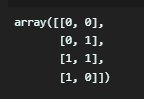 array([[0, 0],
       [0, 1],
       [1, 1],
       [1, 0]])